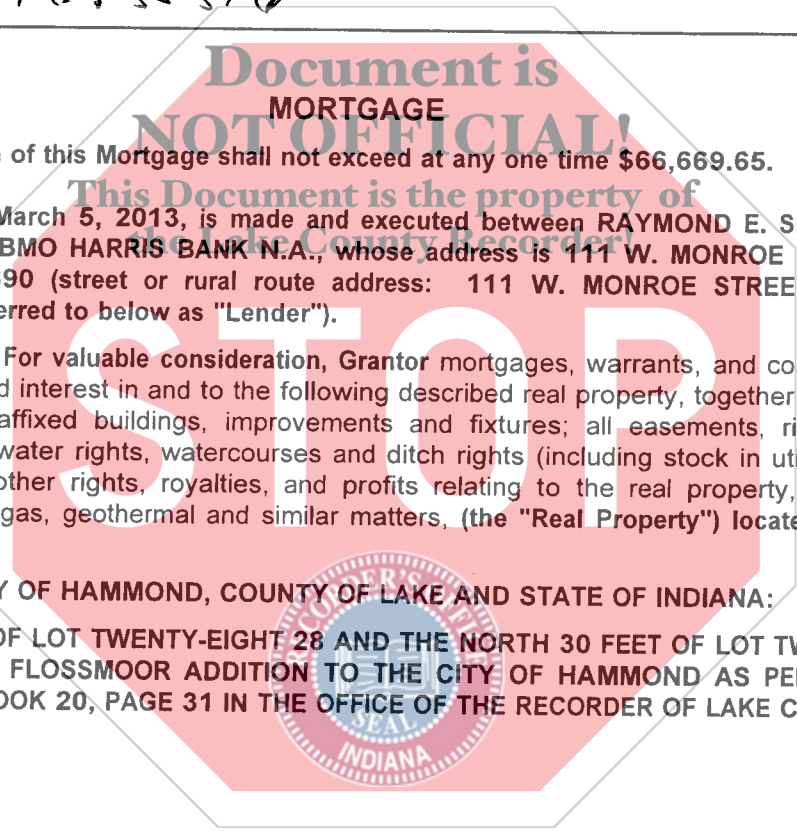 Document is
MORTGAGE
NOT OFFICIAL!
of this Mortgage shall not exceed at any one time $66,669.65.
This Document is the property of
March 5, 2013, is made and executed between RAYMOND E. S
the Lake County Recorder!
BMO HARRIS BANK N.A., whose address is 111 W. MONROE
90 (street or rural route address: 111 W. MONROE STREE
erred to below as "Lender").
STOP
For valuable consideration, Grantor mortgages, warrants, and co
d interest in and to the following described real property, together
affixed buildings, improvements and fixtures; all easements, ri
water rights, watercourses and ditch rights (including stock in uti
other rights, royalties, and profits relating to the real property,
gas, geothermal and similar matters, (the "Real Property") locate
Y OF HAMMOND, COUNTY OF LAKE AND STATE OF INDIANA:
OF LOT TWENTY-EIGHT 28 AND THE NORTH 30 FEET OF LOT TW
FLOSSMOOR ADDITION TO THE CITY OF HAMMOND AS PE
OOK 20, PAGE 31 IN THE OFFICE OF THE RECORDER OF LAKE C
SEAL
INDIANA